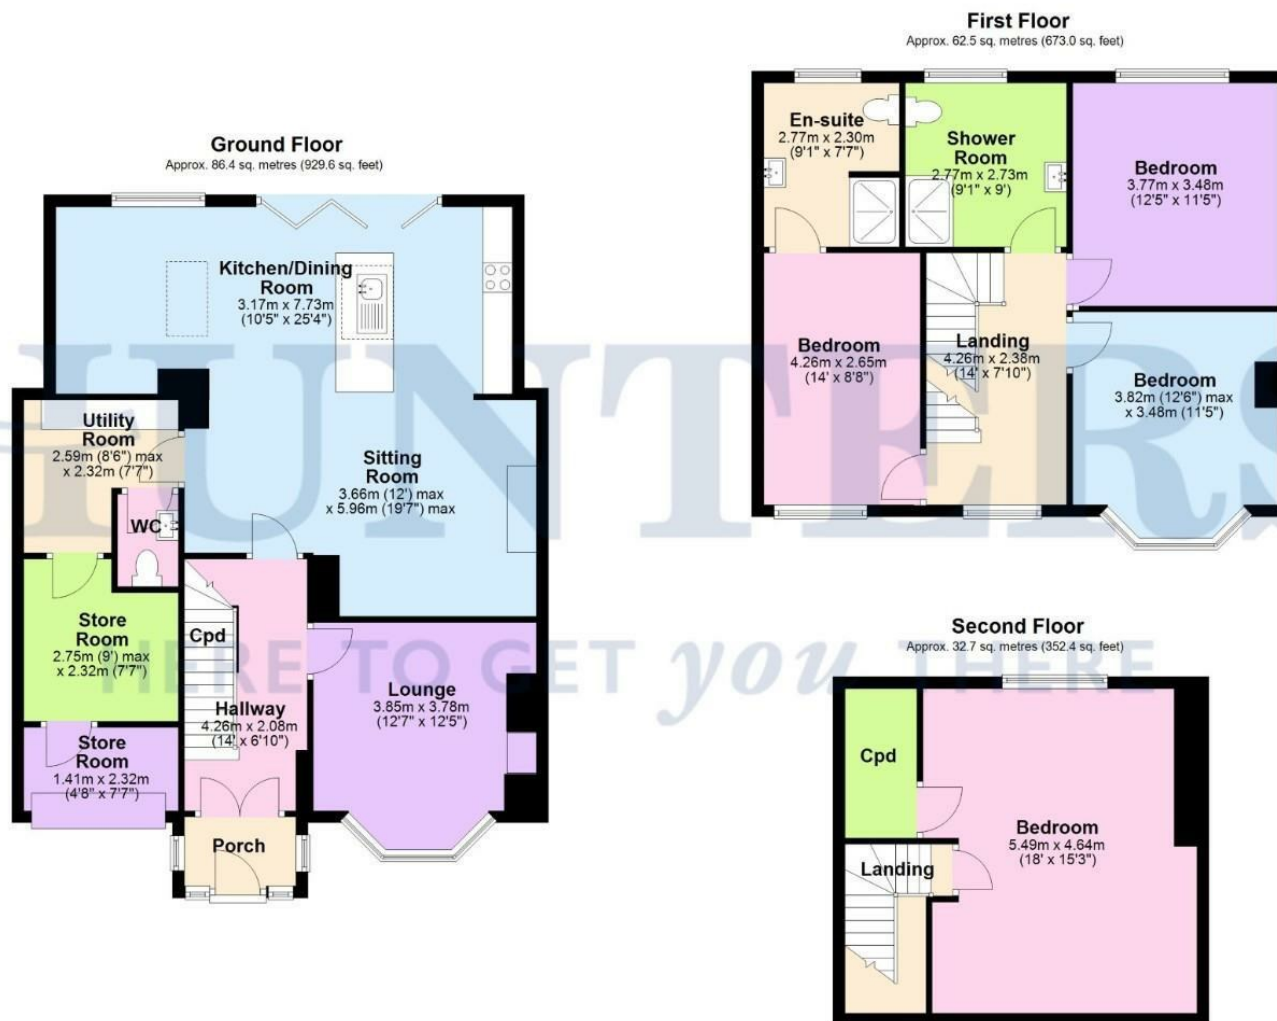 First Floor
Approx. 62.5 sq. metres (673.0 sq. feet)
En-suite
2.77m x 2.30m
(9'1" x 7'7")
Shower
Room
2.77m x 2.73m
(9'1" x 9')
Bedroom
3.77m x 3.48m
(12'5" x 11'5")
Bedroom
4.26m x 2.65m
(14' x 8'8")
Landing
4.26m x 2.38m
(14' x 7'10")
Bedroom
3.82m (12'6") max
x 3.48m (11'5")
Ground Floor
Approx. 86.4 sq. metres (929.6 sq. feet)
Kitchen/Dining
Room
3.17m x 7.73m
(10'5" x 25'4")
Utility
Room
2.59m (8'6") max
x 2.32m (7'7")
Sitting
Room
3.66m (12') max
x 5.96m (19'7") max
WC
Store
Room
2.75m (9') max
x 2.32m (7'7")
Cpd
Hallway
4.26m x 2.08m
(14' x 6'10")
Lounge
3.85m x 3.78m
(12'7" x 12'5")
Store
Room
1.41m x 2.32m
(4'8" x 7'7")
Porch
Second Floor
Approx. 32.7 sq. metres (352.4 sq. feet)
Cpd
Bedroom
5.49m x 4.64m
(18' x 15'3")
Landing
HUNTERS
HERE TO GET you THERE